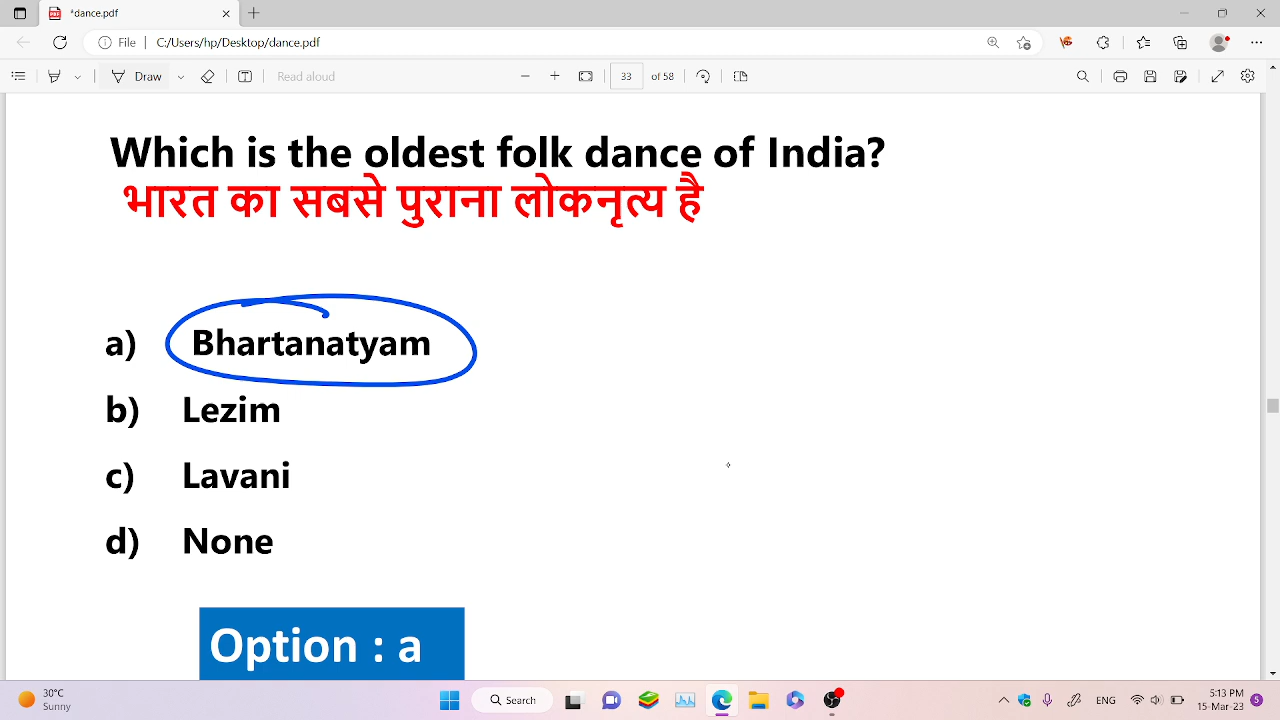 *dance.pdf
File C:/Users/hp/Desktop/dance.pdf
Draw Read aloud 33 of 58
Which is the oldest folk dance of India?
भारत का सबसे पुराना लोकनृत्य है
a) Bhartanatyam
b) Lezim
c) Lavani
d) None
Option : a
30°C
Sunny
Search
ENG
5:13 PM
15-Mar-23
5